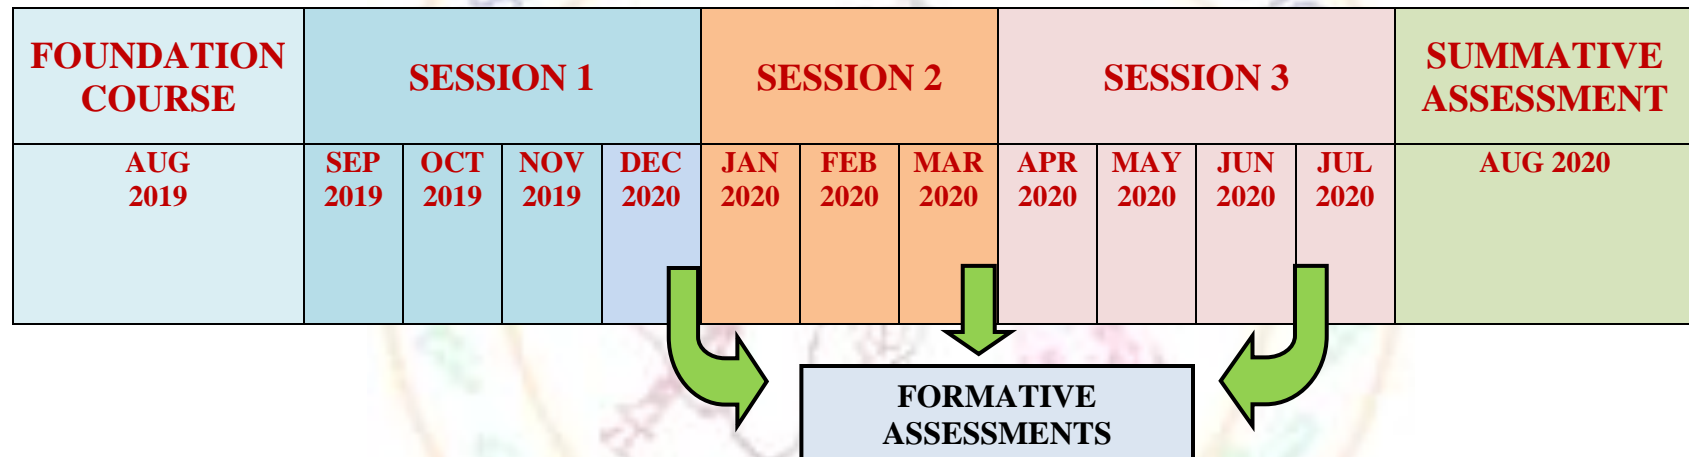 FOUNDATION
COURSE
SESSION 1
SESSION 2
SESSION 3
SUMMATIVE
ASSESSMENT
AUG
2019
SEP
2019
OCT
2019
NOV
2019
DEC
2020
JAN
2020
FEB
2020
MAR
2020
APR
2020
MAY
2020
JUN
2020
JUL
2020
AUG 2020
FORMATIVE
ASSESSMENTS